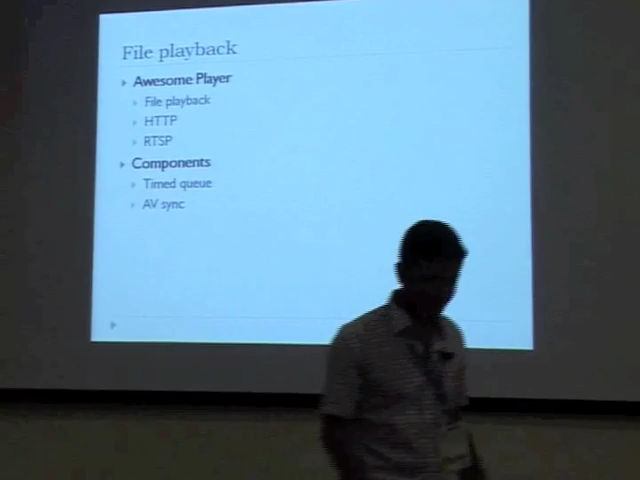 File playback
Awesome Player
File playback
HTTP
RTSP
Components
Timed queue
AV sync